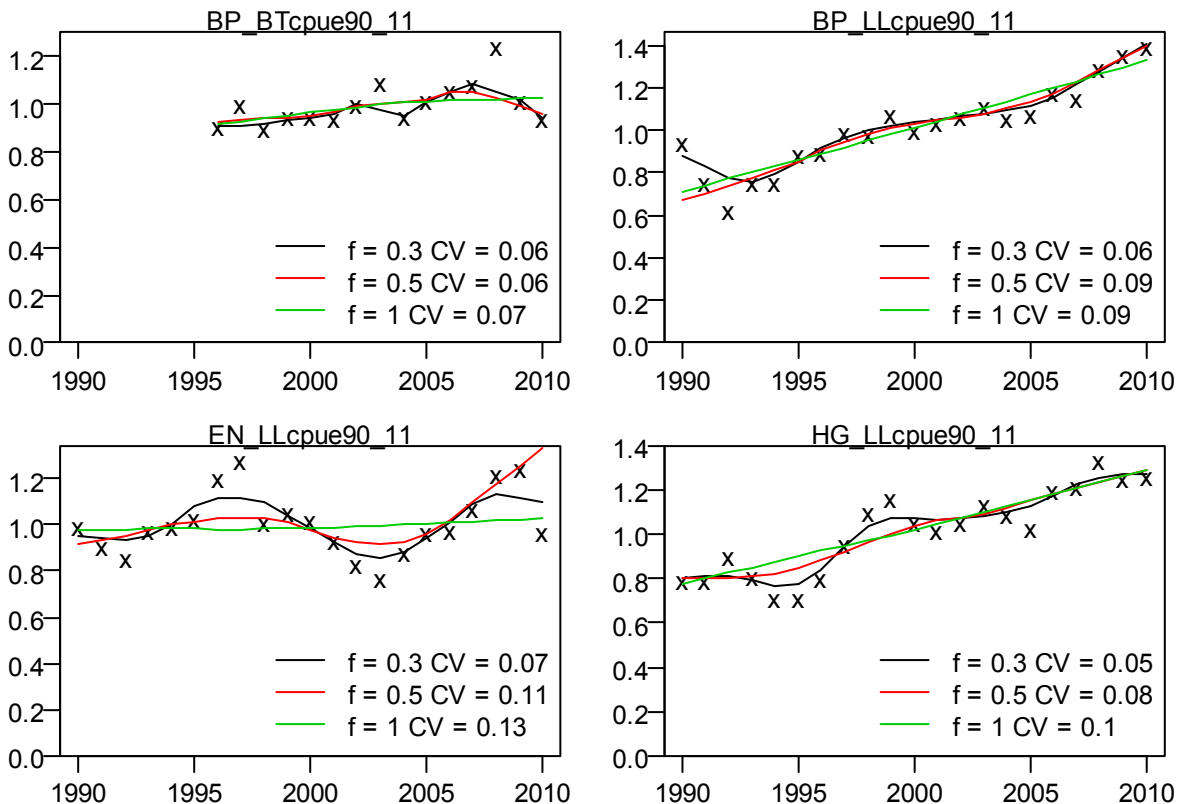 BP_BTcpue90_11
1.2
1.0
0.8
0.6
0.4
0.2
0.0
f = 0.3 CV = 0.06
f = 0.5 CV = 0.06
f = 1 CV = 0.07
1990 1995 2000 2005 2010
BP_LLcpue90_11
1.4
1.2
1.0
0.8
0.6
0.4
0.2
0.0
f = 0.3 CV = 0.06
f = 0.5 CV = 0.09
f = 1 CV = 0.09
1990 1995 2000 2005 2010
EN_LLcpue90_11
1.2
1.0
0.8
0.6
0.4
0.2
0.0
f = 0.3 CV = 0.07
f = 0.5 CV = 0.11
f = 1 CV = 0.13
1990 1995 2000 2005 2010
HG_LLcpue90_11
1.4
1.2
1.0
0.8
0.6
0.4
0.2
0.0
f = 0.3 CV = 0.05
f = 0.5 CV = 0.08
f = 1 CV = 0.1
1990 1995 2000 2005 2010